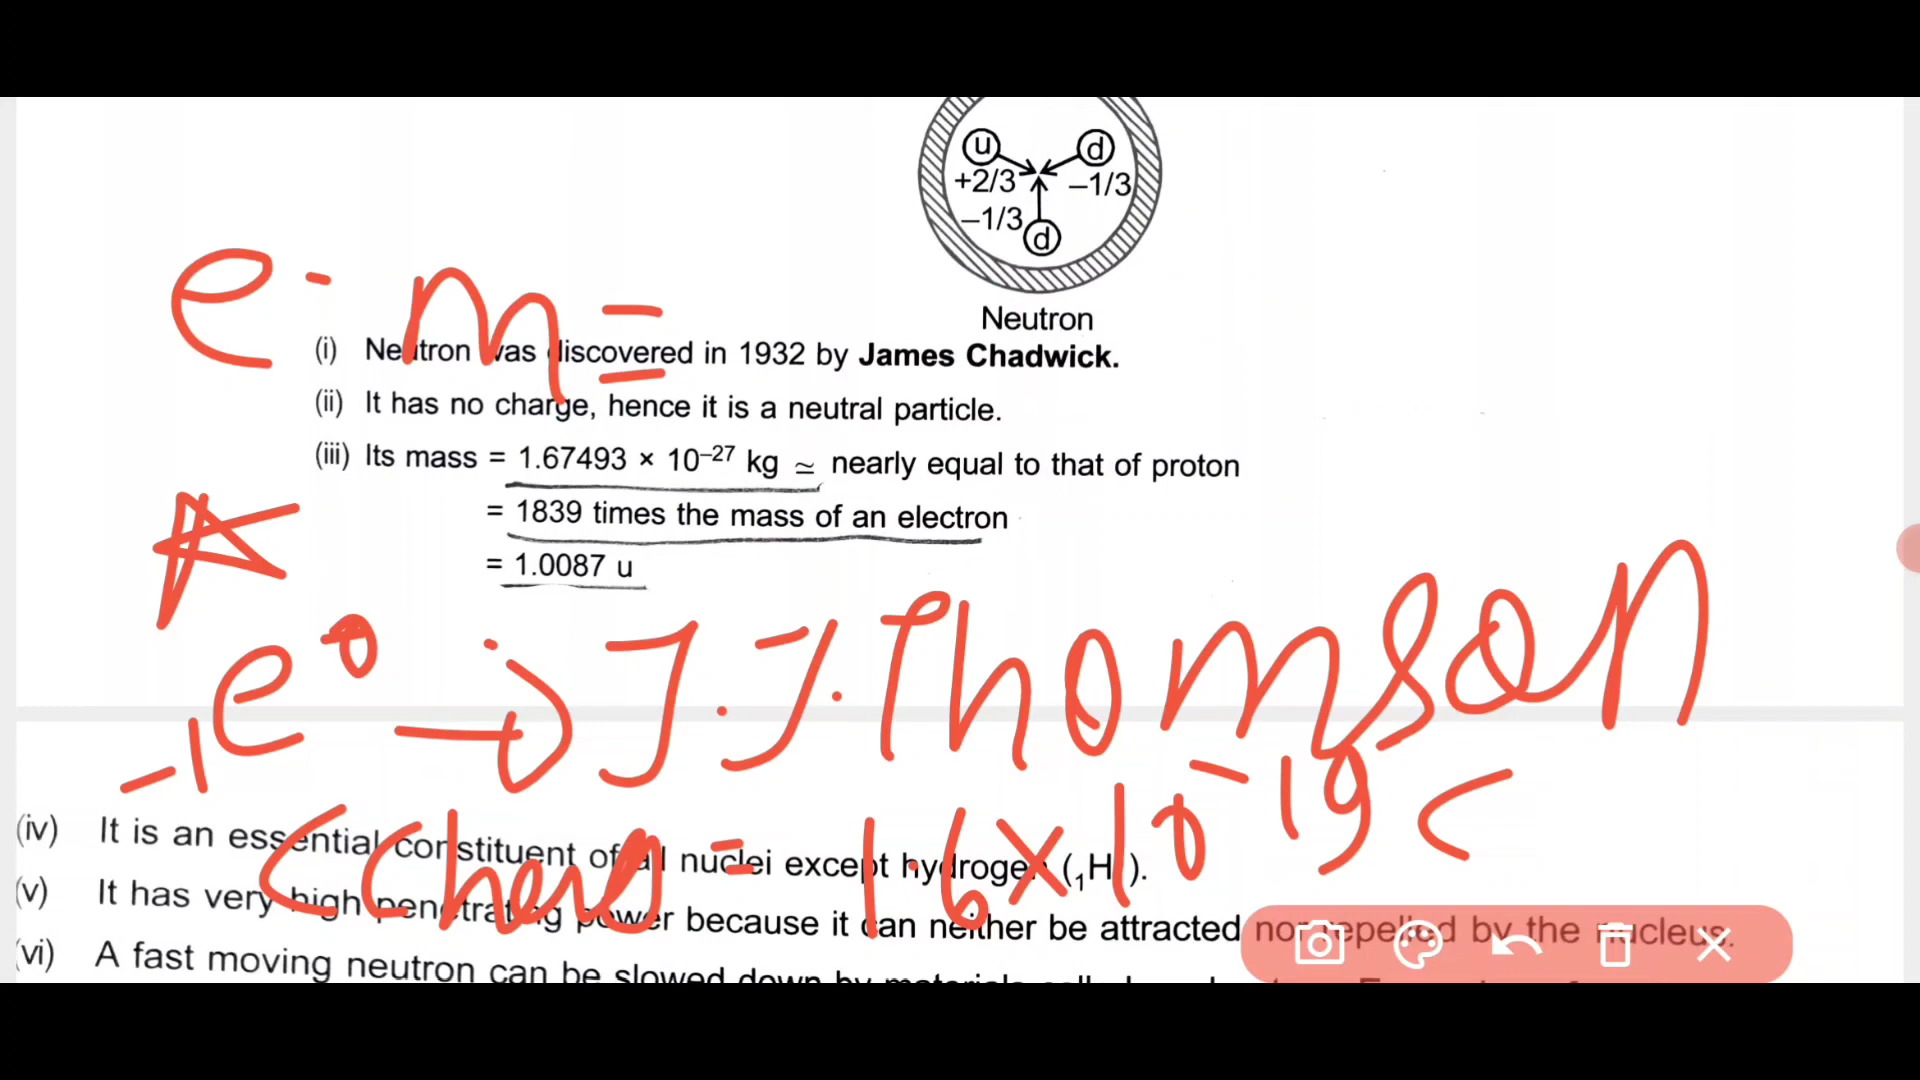 u d
+2/3 –1/3
–1/3
d
Neutron
e - m =
(i) Neutron was discovered in 1932 by James Chadwick.
(ii) It has no charge, hence it is a neutral particle.
(iii) Its mass = 1.67493 × 10⁻²⁷ kg ≃ nearly equal to that of proton
= 1839 times the mass of an electron
= 1.0087 u
-1e0 → J.J.Thomson
= 1.6×10-19 C
(iv) It is an essential constituent of all nuclei except hydrogen (₁H¹).
(v) It has very high penetrating power because it can neither be attracted nor repelled by the nucleus.
(vi) A fast moving neutron can be slowed down by materials